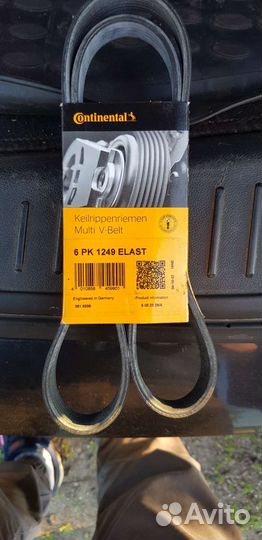 Continental
Keilrippenriemen
Multi V-Belt
6 PK 1249 ELAST
Engineered in Germany
Product information
Avito